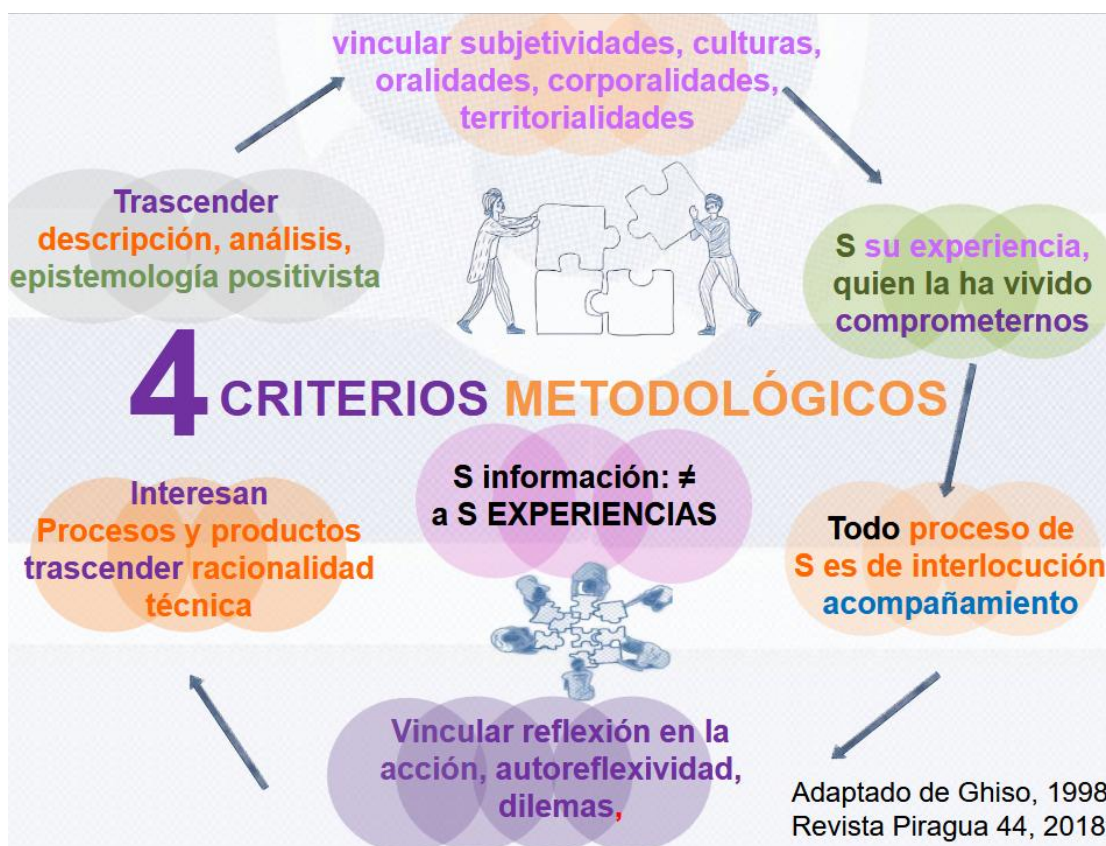 vincular subjetividades, culturas,
oralidades, corporalidades,
territorialidades
Trascender
descripción, análisis,
epistemología positivista
S su experiencia,
quien la ha vivido
comprometernos
4 CRITERIOS METODOLÓGICOS
S información: ≠
a S EXPERIENCIAS
Interesan
Procesos y productos
trascender racionalidad
técnica
Todo proceso de
S es de interlocución
acompañamiento
Vincular reflexión en la
acción, autoreflexividad,
dilemas,
Adaptado de Ghiso, 1998
Revista Piragua 44, 2018